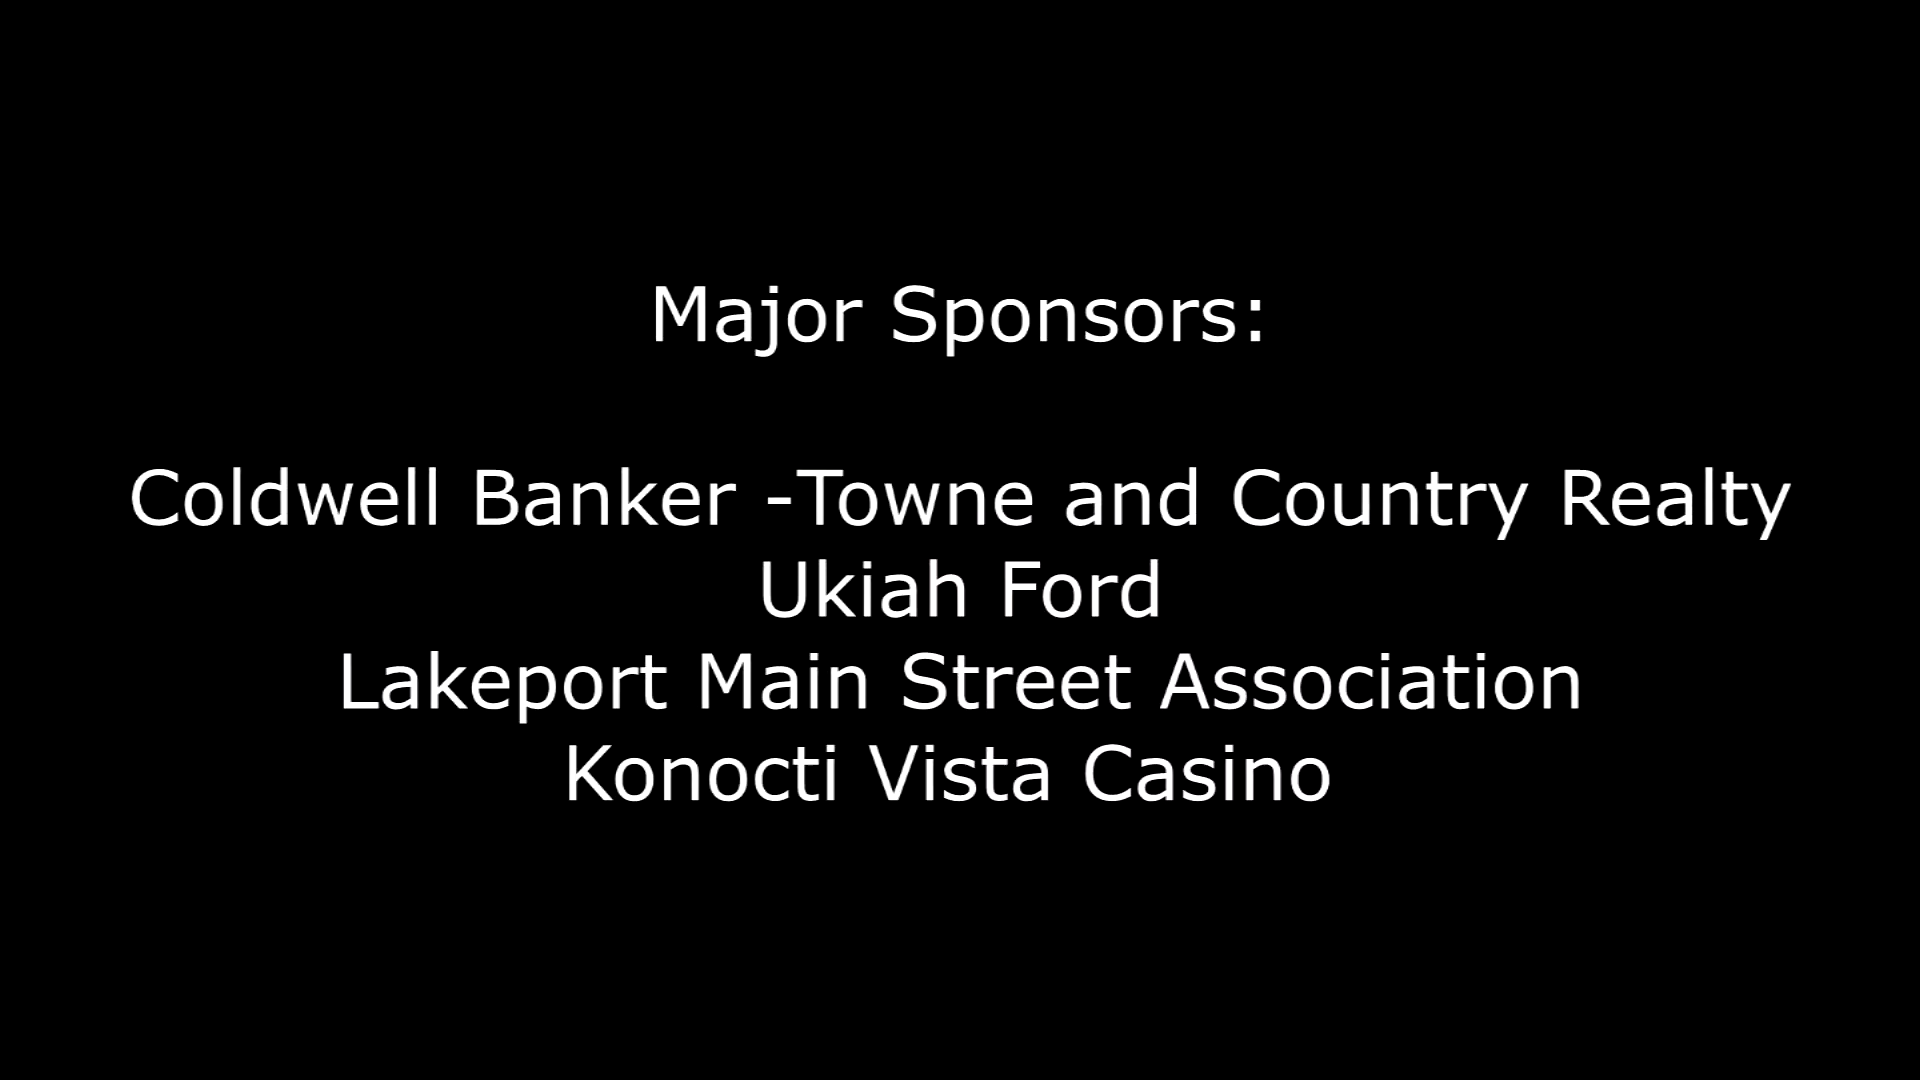 Major Sponsors:
Coldwell Banker -Towne and Country Realty
Ukiah Ford
Lakeport Main Street Association
Konocti Vista Casino